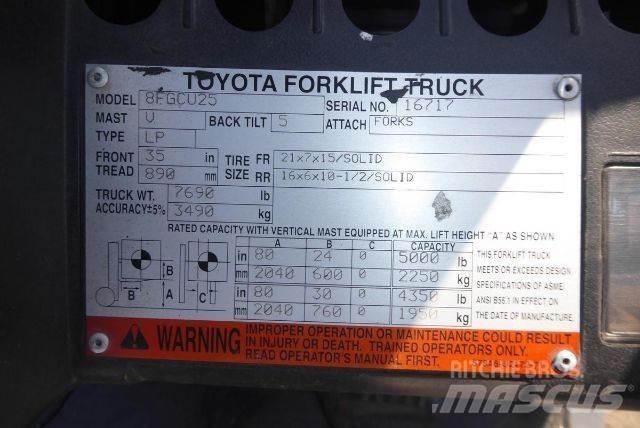 TOYOTA FORKLIFT TRUCK
MODEL 8FGCU25 SERIAL NO. 16717
MAST V BACK TILT 5 ATTACH FORKS
TYPE LP
FRONT TREAD 35 in 890 mm
TIRE SIZE FR 21x7x15/SOLID
RR 16x6x10-1/2/SOLID
TRUCK WT. 7690 lb
ACCURACY±5% 3490 kg
RATED CAPACITY WITH VERTICAL MAST EQUIPPED AT MAX. LIFT HEIGHT "A" AS SHOWN
A B C CAPACITY
in 80 24 0 5000 lb
mm 2040 600 0 2250 kg
in 80 30 0 4350 lb
mm 2040 760 0 1950 kg
B A B C
THIS FORKLIFT TRUCK
MEETS OR EXCEEDS DESIGN
SPECIFICATIONS OF ASME
ANSI B56.1 IN EFFECT ON
THE DATE OF MANUFACTURE.
WARNING
IMPROPER OPERATION OR MAINTENANCE COULD RESULT
IN INJURY OR DEATH. TRAINED OPERATORS ONLY.
READ OPERATOR'S MANUAL FIRST.
RITCHIE BROS
MASCUS